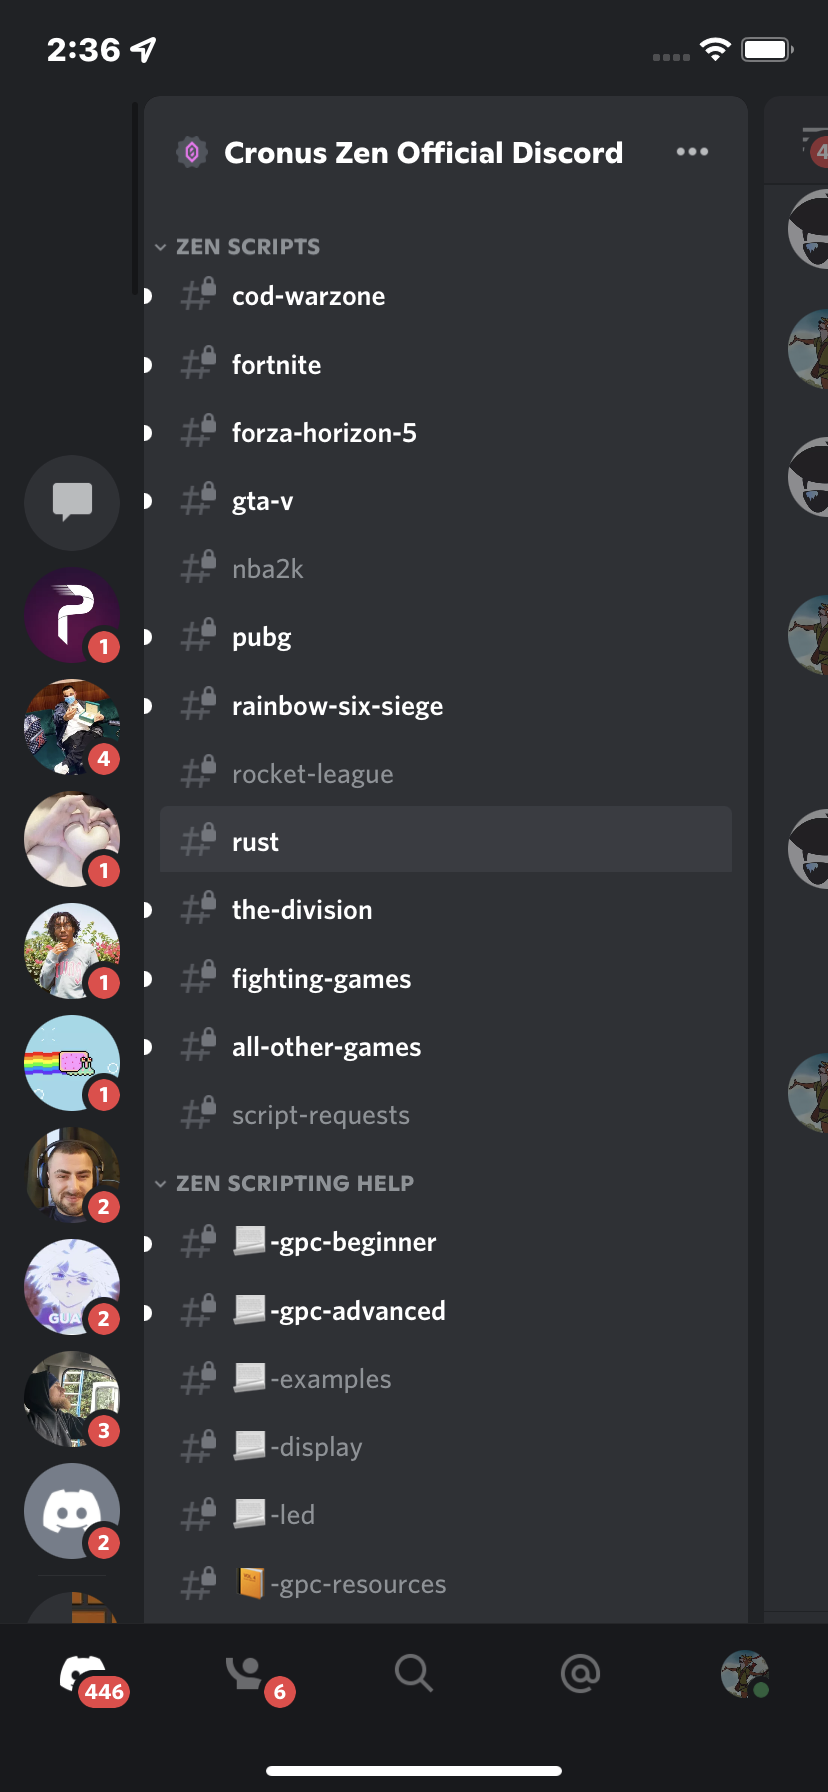 2:36
Cronus Zen Official Discord
4
ZEN SCRIPTS
cod-warzone
fortnite
forza-horizon-5
gta-v
nba2k
pubg
rainbow-six-siege
rocket-league
rust
the-division
fighting-games
all-other-games
script-requests
ZEN SCRIPTING HELP
-gpc-beginner
-gpc-advanced
-examples
-display
-led
-gpc-resources
1
4
1
1
1
2
GUA
2
3
2
446
6